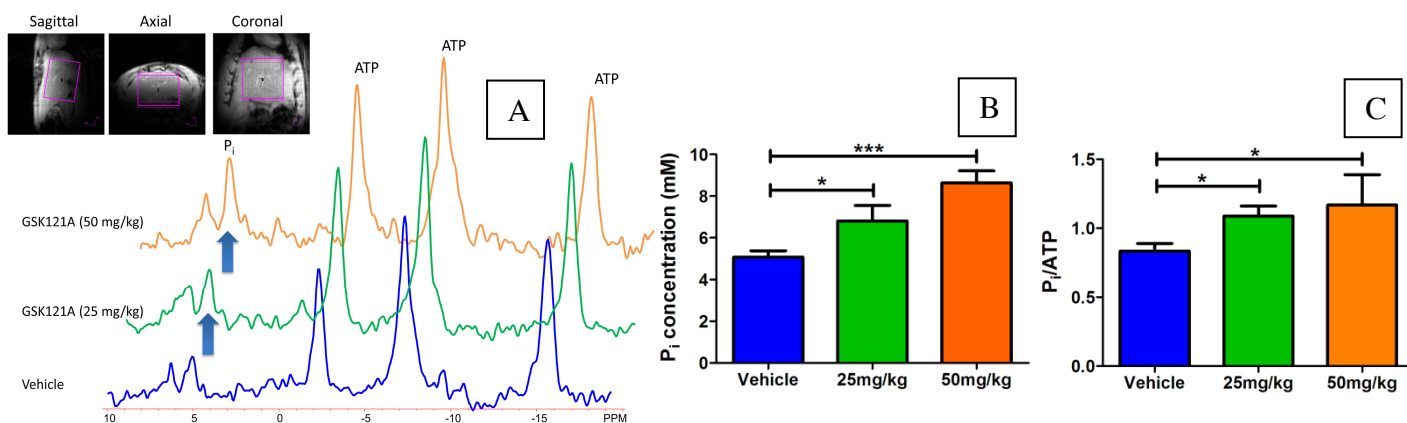 Sagittal Axial Coronal
ATP
ATP
ATP
A
Pi
GSK121A (50 mg/kg)
GSK121A (25 mg/kg)
Vehicle
10 5 0 -5 -10 -15 PPM
B
Pi concentration (mM)
10
8
6
4
2
0
***
*
Vehicle 25mg/kg 50mg/kg
C
Pi/ATP
1.5
1.0
0.5
0.0
*
*
Vehicle 25mg/kg 50mg/kg